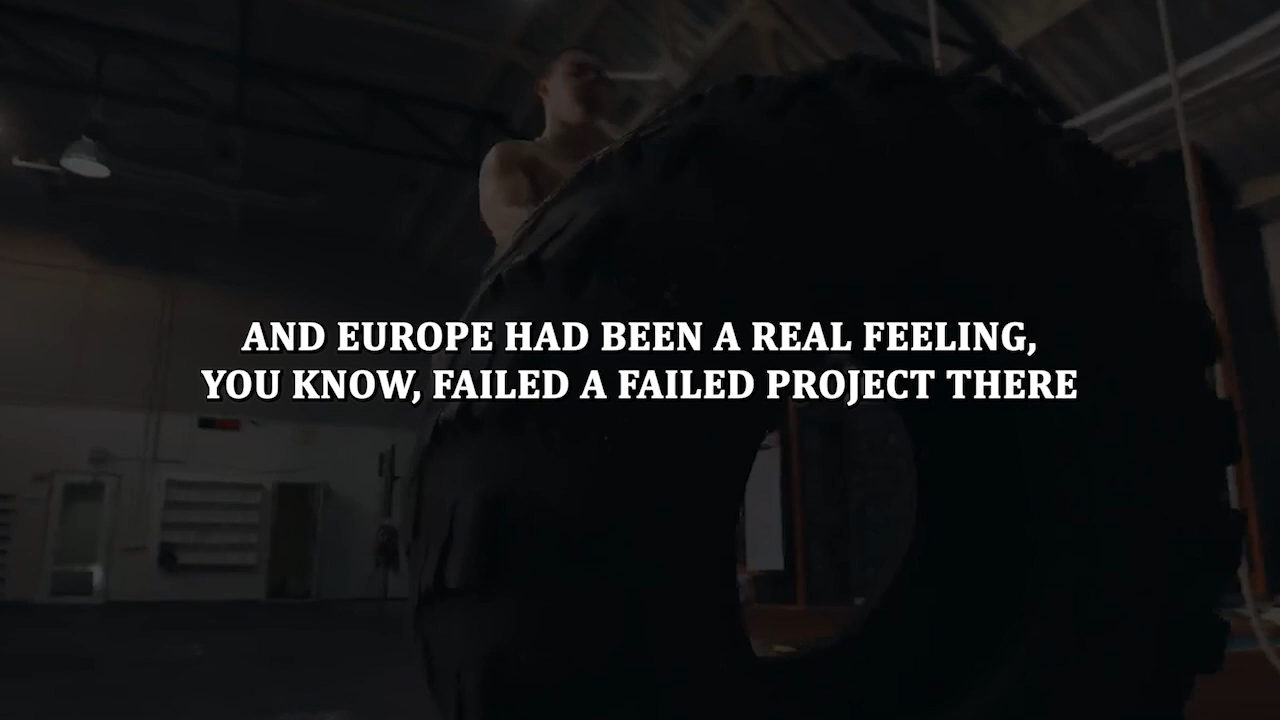 AND EUROPE HAD BEEN A REAL FEELING,
YOU KNOW, FAILED A FAILED PROJECT THERE